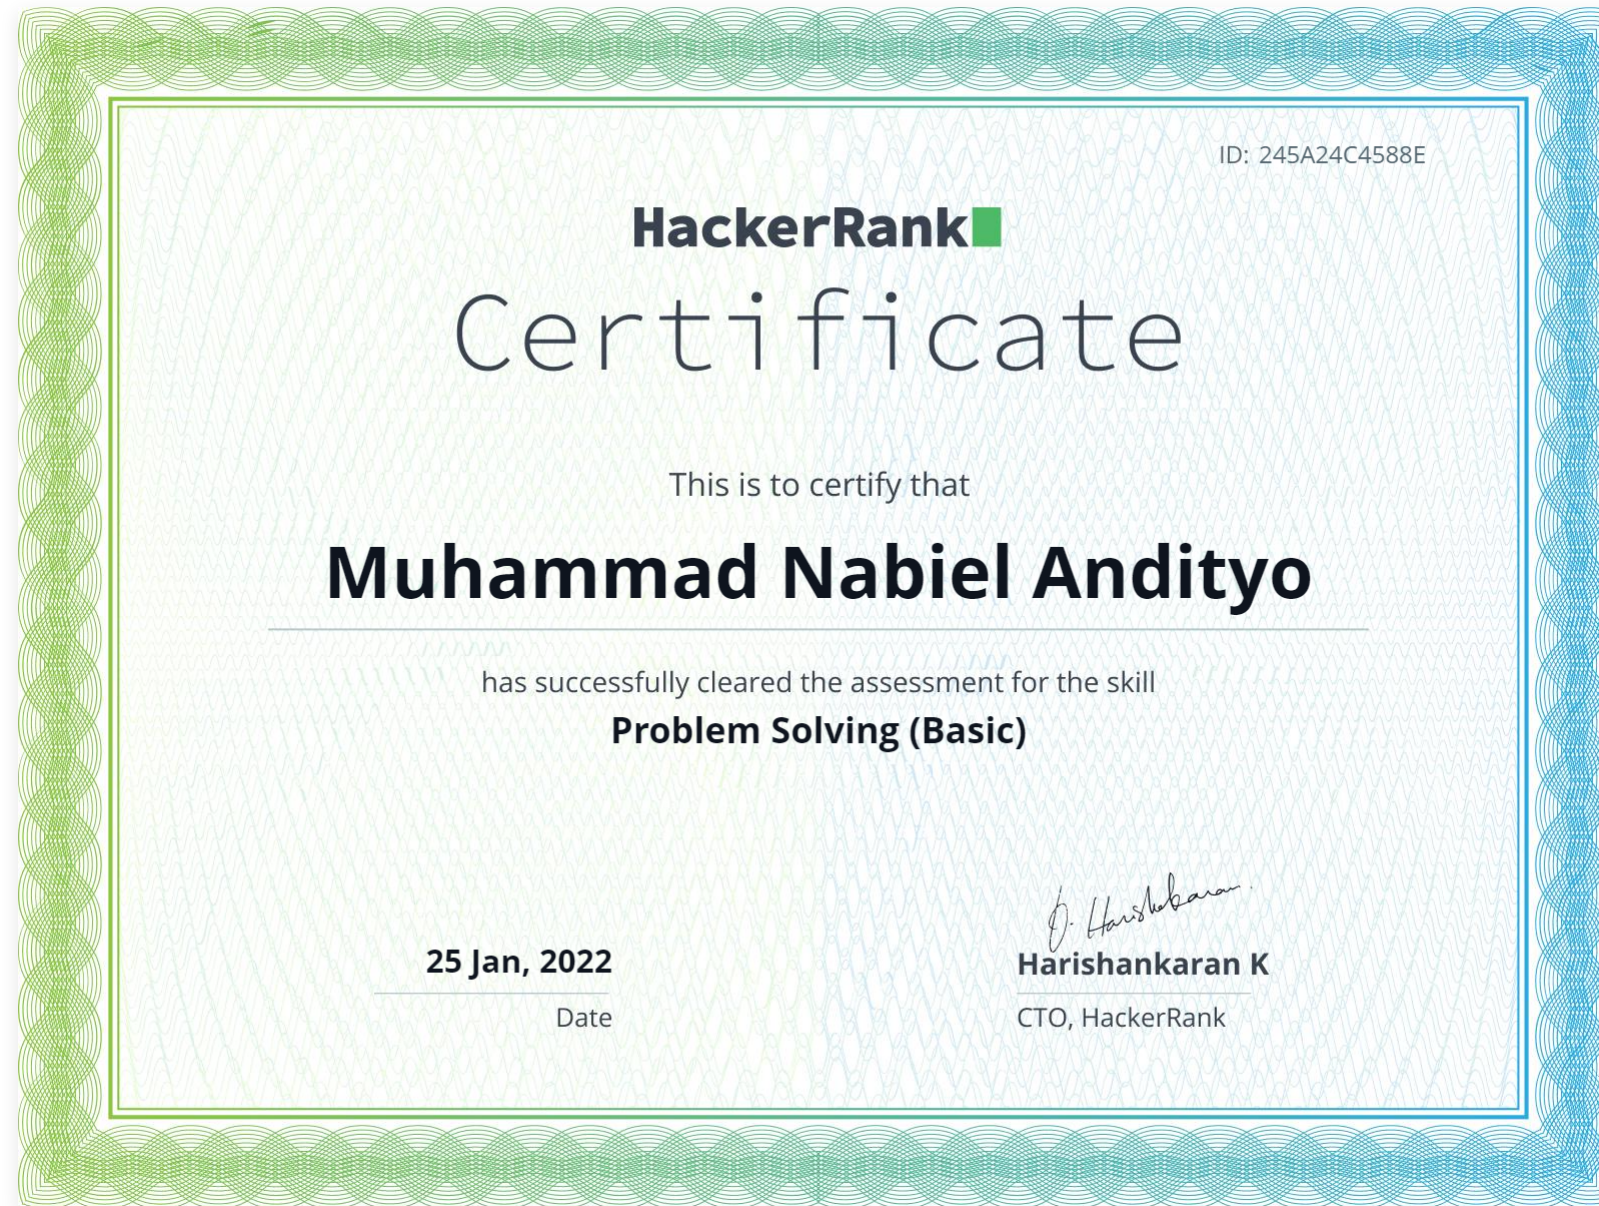 ID: 245A24C4588E
HackerRank
Certificate
This is to certify that
Muhammad Nabiel Andityo
has successfully cleared the assessment for the skill
Problem Solving (Basic)
25 Jan, 2022
Date
Harishankaran K
CTO, HackerRank